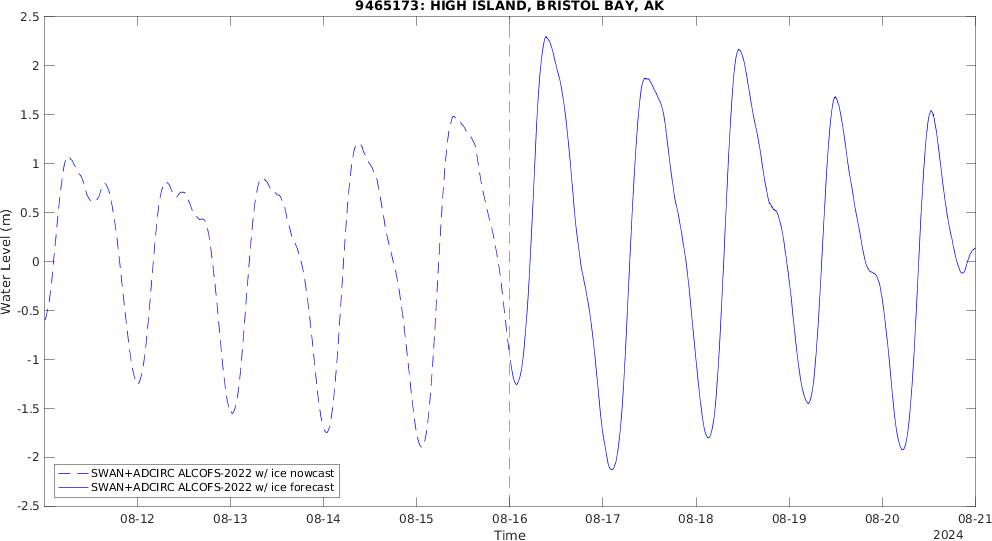 9465173: HIGH ISLAND, BRISTOL BAY, AK
2.5
2
1.5
1
0.5
0
-0.5
-1
-1.5
-2
-2.5
Water Level (m)
SWAN+ADCIRC ALCOFS-2022 w/ ice nowcast
SWAN+ADCIRC ALCOFS-2022 w/ ice forecast
08-12 08-13 08-14 08-15 08-16 08-17 08-18 08-19 08-20 08-21
Time
2024